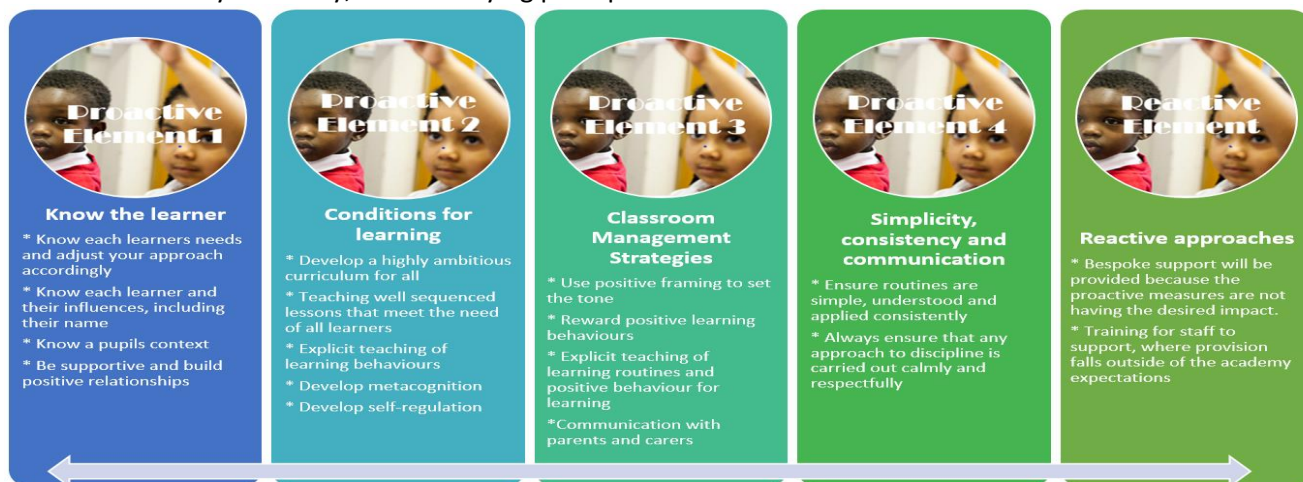 Proactive
Element 1
Know the learner
* Know each learners needs
and adjust your approach
accordingly
* Know each learner and
their influences, including
their name
* Know a pupils context
* Be supportive and build
positive relationships
Proactive
Element 2
Conditions for
learning
* Develop a highly ambitious
curriculum for all
* Teaching well sequenced
lessons that meet the need
of all learners
* Explicit teaching of
learning behaviours
* Develop metacognition
* Develop self-regulation
Proactive
Element 3
Classroom
Management
Strategies
* Use positive framing to set
the tone
* Reward positive learning
behaviours
* Explicit teaching of
learning routines and
positive behaviour for
learning
*Communication with
parents and carers
Proactive
Element 4
Simplicity,
consistency and
communication
* Ensure routines are
simple, understood and
applied consistently
* Always ensure that any
approach to discipline is
carried out calmly and
respectfully
Reactive
Element
Reactive approaches
* Bespoke support will be
provided because the
proactive measures are not
having the desired impact.
* Training for staff to
support, where provision
falls outside of the academy
expectations